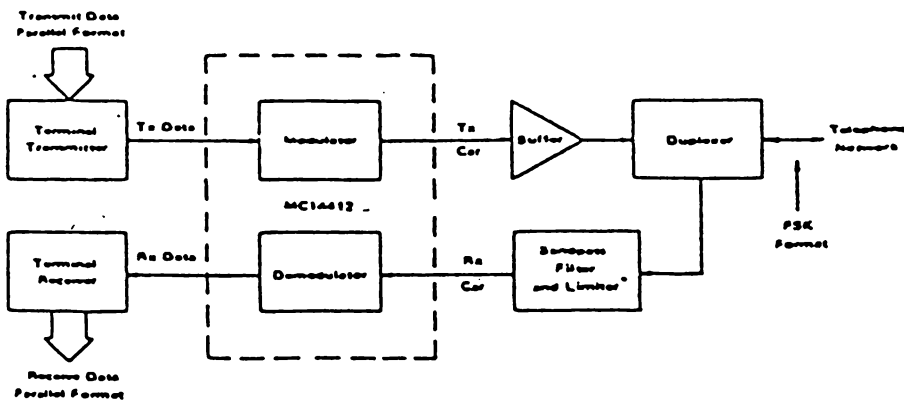 Transmit Data
Parallel Format
Terminal
Transmitter
Tx Data
Modulator
Tx
Car
Buffer
Duplexer
Telephone
Network
MC14412
FSK
Format
Terminal
Receiver
Rx Data
Demodulator
Rx
Car
Bandpass
Filter
and Limiter*
Receive Data
Parallel Format